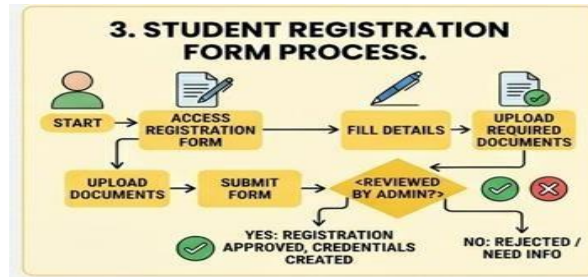 3. STUDENT REGISTRATION
FORM PROCESS.
START
ACCESS
REGISTRATION
FORM
FILL DETAILS
UPLOAD
REQUIRED
DOCUMENTS
UPLOAD
DOCUMENTS
SUBMIT
FORM
<REVIEWED
BY ADMIN?>
YES: REGISTRATION
APPROVED, CREDENTIALS
CREATED
NO: REJECTED /
NEED INFO